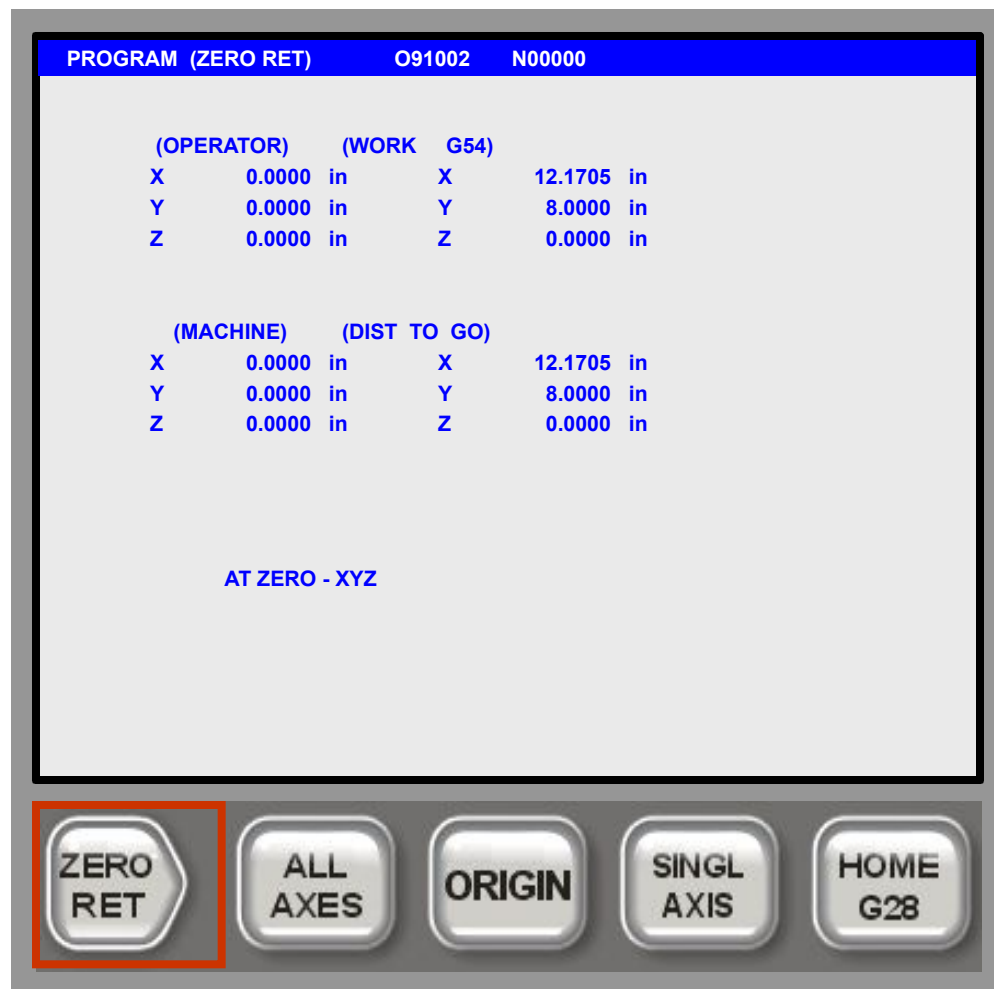 PROGRAM (ZERO RET) O91002 N00000
(OPERATOR) (WORK G54)
X 0.0000 in X 12.1705 in
Y 0.0000 in Y 8.0000 in
Z 0.0000 in Z 0.0000 in
(MACHINE) (DIST TO GO)
X 0.0000 in X 12.1705 in
Y 0.0000 in Y 8.0000 in
Z 0.0000 in Z 0.0000 in
AT ZERO - XYZ
ZERO RET
ALL AXES
ORIGIN
SINGL AXIS
HOME G28